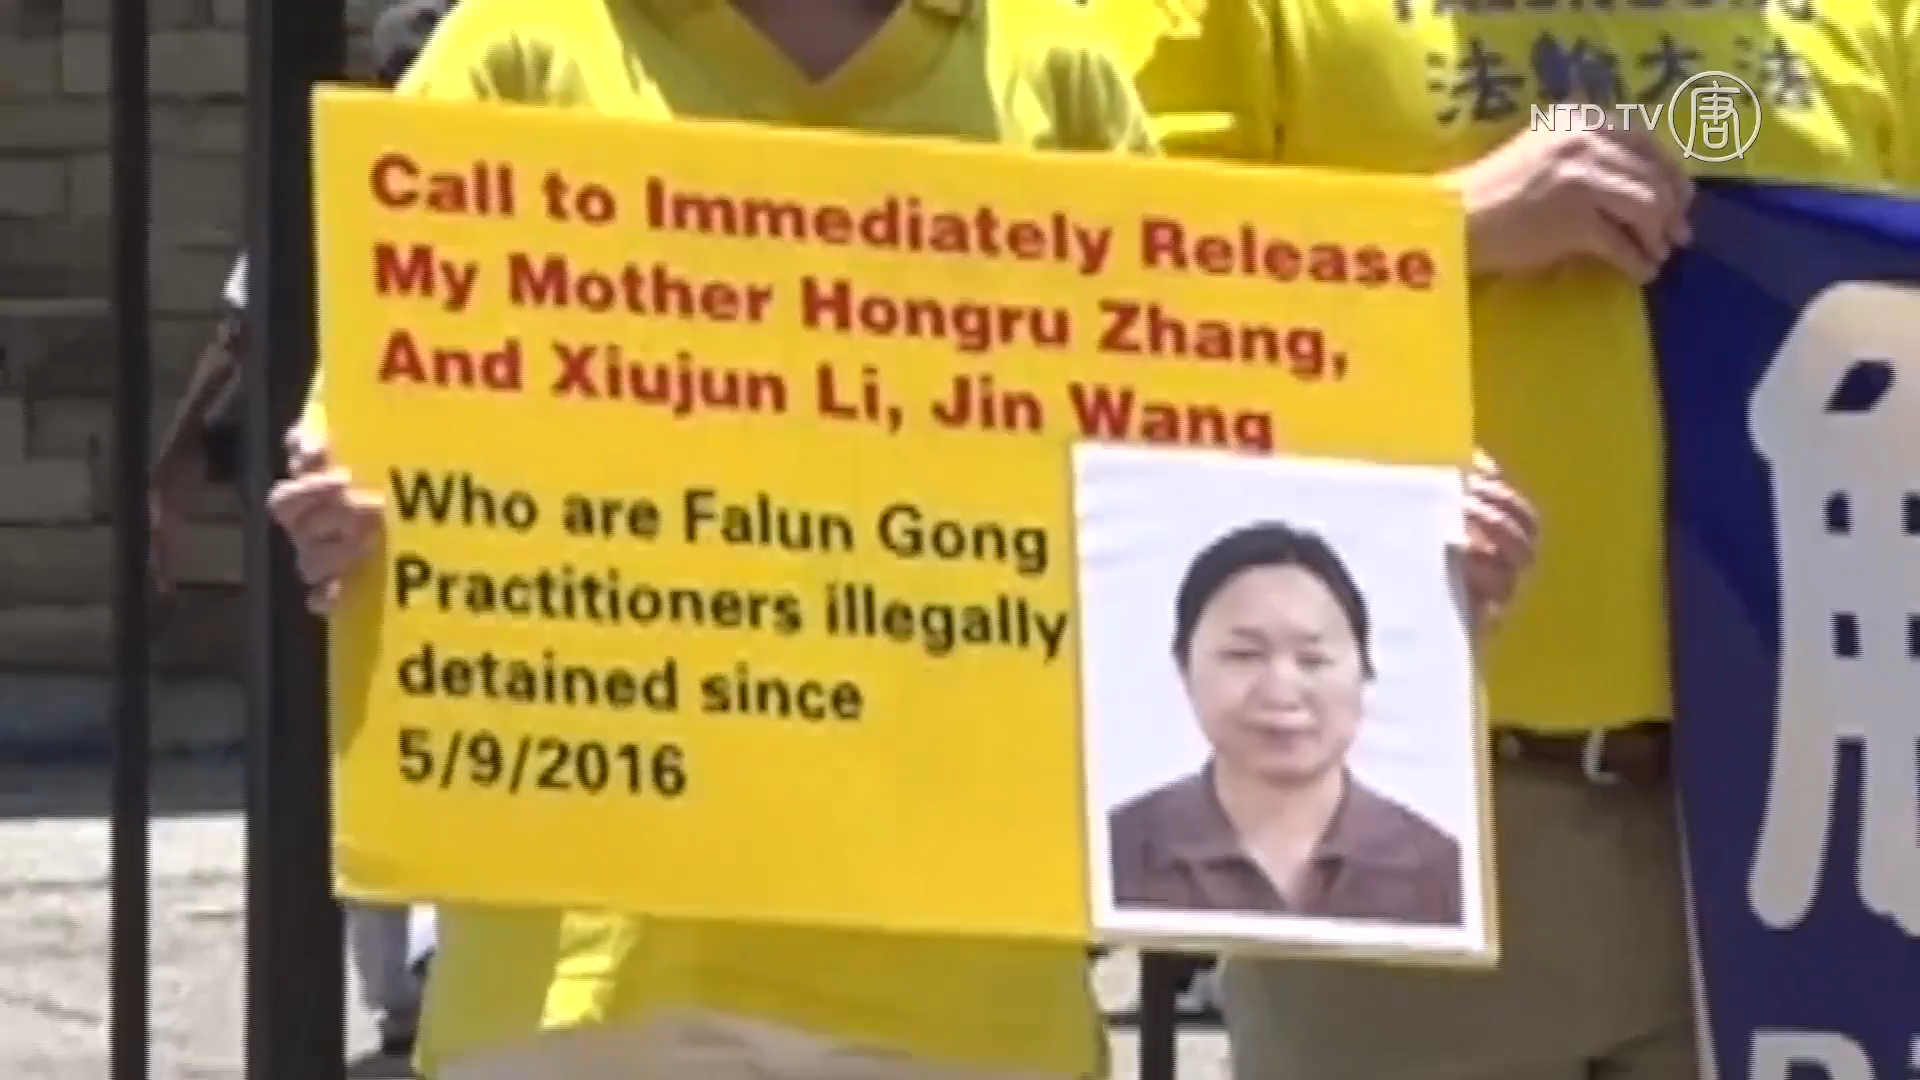 法輪大法
NTD.TV 唐
Call to Immediately Release
My Mother Hongru Zhang,
And Xiujun Li, Jin Wang
Who are Falun Gong
Practitioners illegally
detained since
5/9/2016